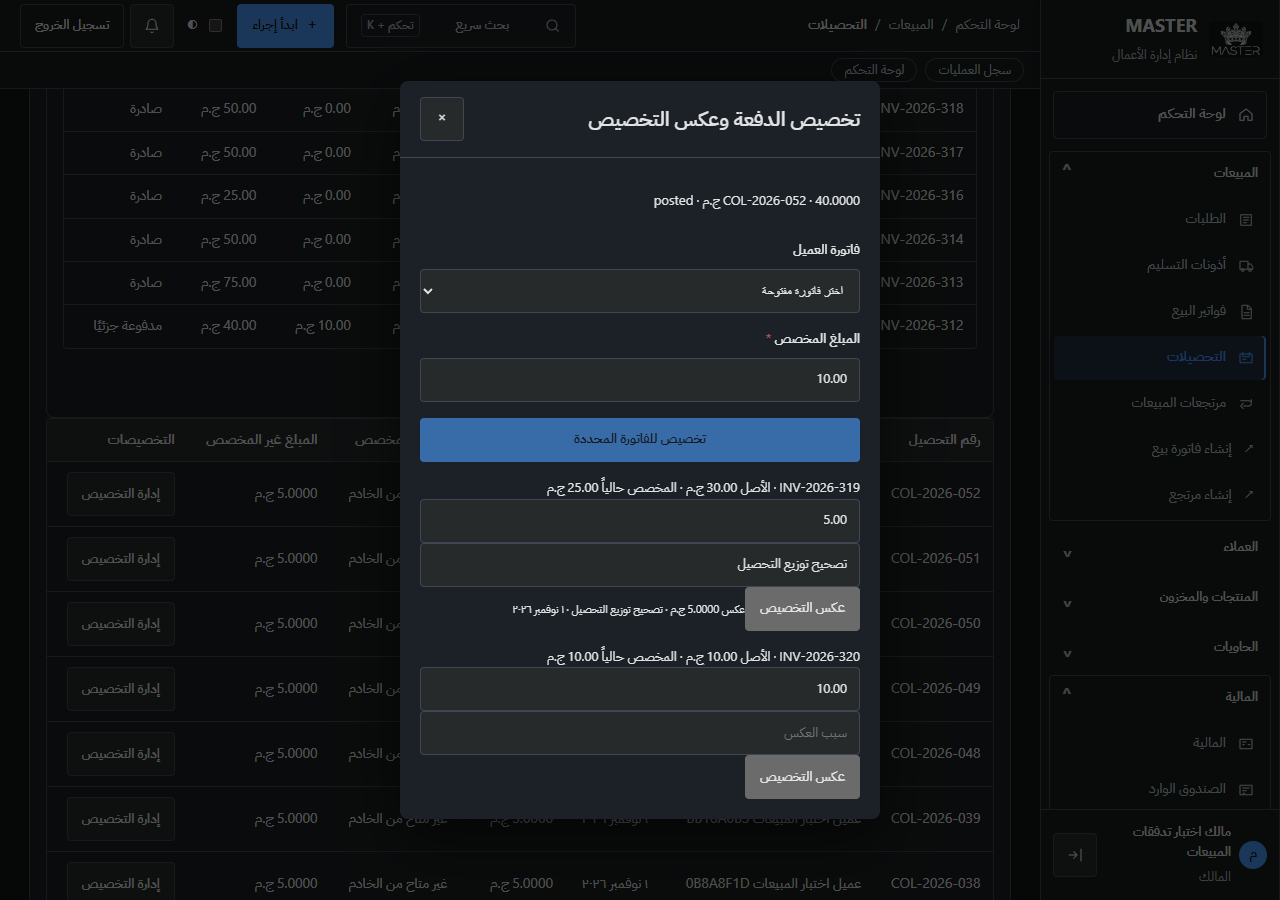 MASTER
نظام إدارة الأعمال
MASTER
لوحة التحكم / المبيعات / التحصيلات
بحث سريع تحكم + K
+ ابدأ إجراء
تسجيل الخروج
سجل العمليات
لوحة التحكم
لوحة التحكم
المبيعات
الطلبات
أذونات التسليم
فواتير البيع
التحصيلات
مرتجعات المبيعات
إنشاء فاتورة بيع
إنشاء مرتجع
العملاء
المنتجات والمخزون
الحاويات
المالية
المالية
الصندوق الوارد
مالك اختبار تدفقات المبيعات
المالك
م
NV-2026-318 0.00 ج.م 50.00 ج.م صادرة
NV-2026-317 0.00 ج.م 50.00 ج.م صادرة
NV-2026-316 0.00 ج.م 25.00 ج.م صادرة
NV-2026-314 0.00 ج.م 50.00 ج.م صادرة
NV-2026-313 0.00 ج.م 75.00 ج.م صادرة
NV-2026-312 10.00 ج.م 40.00 ج.م مدفوعة جزئيًا
رقم التحصيل المبلغ غير المخصص التخصيصات
COL-2026-052 5.0000 ج.م إدارة التخصيص
COL-2026-051 5.0000 ج.م إدارة التخصيص
COL-2026-050 5.0000 ج.م إدارة التخصيص
COL-2026-049 5.0000 ج.م إدارة التخصيص
COL-2026-048 5.0000 ج.م إدارة التخصيص
COL-2026-039 5.0000 ج.م إدارة التخصيص
COL-2026-038 عميل اختبار المبيعات 0B8A8F1D ١ نوفمبر ٢٠٢٦ 5.0000 ج.م غير متاح من الخادم 5.0000 ج.م إدارة التخصيص
تخصيص الدفعة وعكس التخصيص
×
COL-2026-052 · 40.0000 ج.م · posted
فاتورة العميل
اختر فاتورة مفتوحة
المبلغ المخصص *
10.00
تخصيص للفاتورة المحددة
INV-2026-319 · الأصل 30.00 ج.م · المخصص حالياً 25.00 ج.م
5.00
تصحيح توزيع التحصيل
عكس التخصيص
عكس 5.0000 ج.م · تصحيح توزيع التحصيل · ١ نوفمبر ٢٠٢٦
INV-2026-320 · الأصل 10.00 ج.م · المخصص حالياً 10.00 ج.م
10.00
سبب العكس
عكس التخصيص